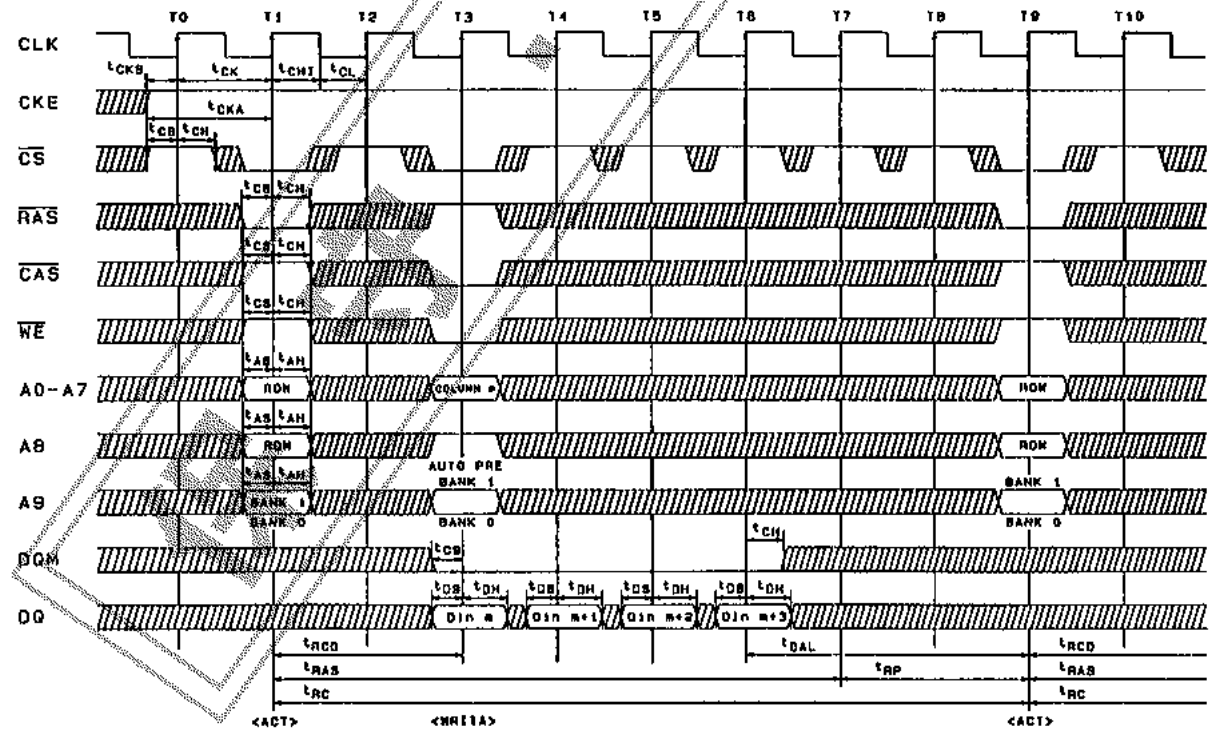 T0 T1 T2 T3 T4 T5 T6 T7 T8 T9 T10
CLK
tCKS tCK tCHI tCL
CKE
tCKA
tCS tCH
CS
tCS tCH
RAS
tCS tCH
CAS
tCS tCH
WE
tAS tAH
A0-A7 ROW COLUMN m ROW
tAS tAH
A8 ROW ROW
tAS tAH AUTO PRE
BANK 1 BANK 1
A9 BANK 1
BANK 0 BANK 0 BANK 0
tCH
DQM tCS
tDS tDH tDS tDH tDS tDH tDS tDH
DQ Din m Din m+1 Din m+2 Din m+3
tRCD tDAL tRCD
tRAS tRP tRAS
tRC tRC
<ACT> <WRITA> <ACT>